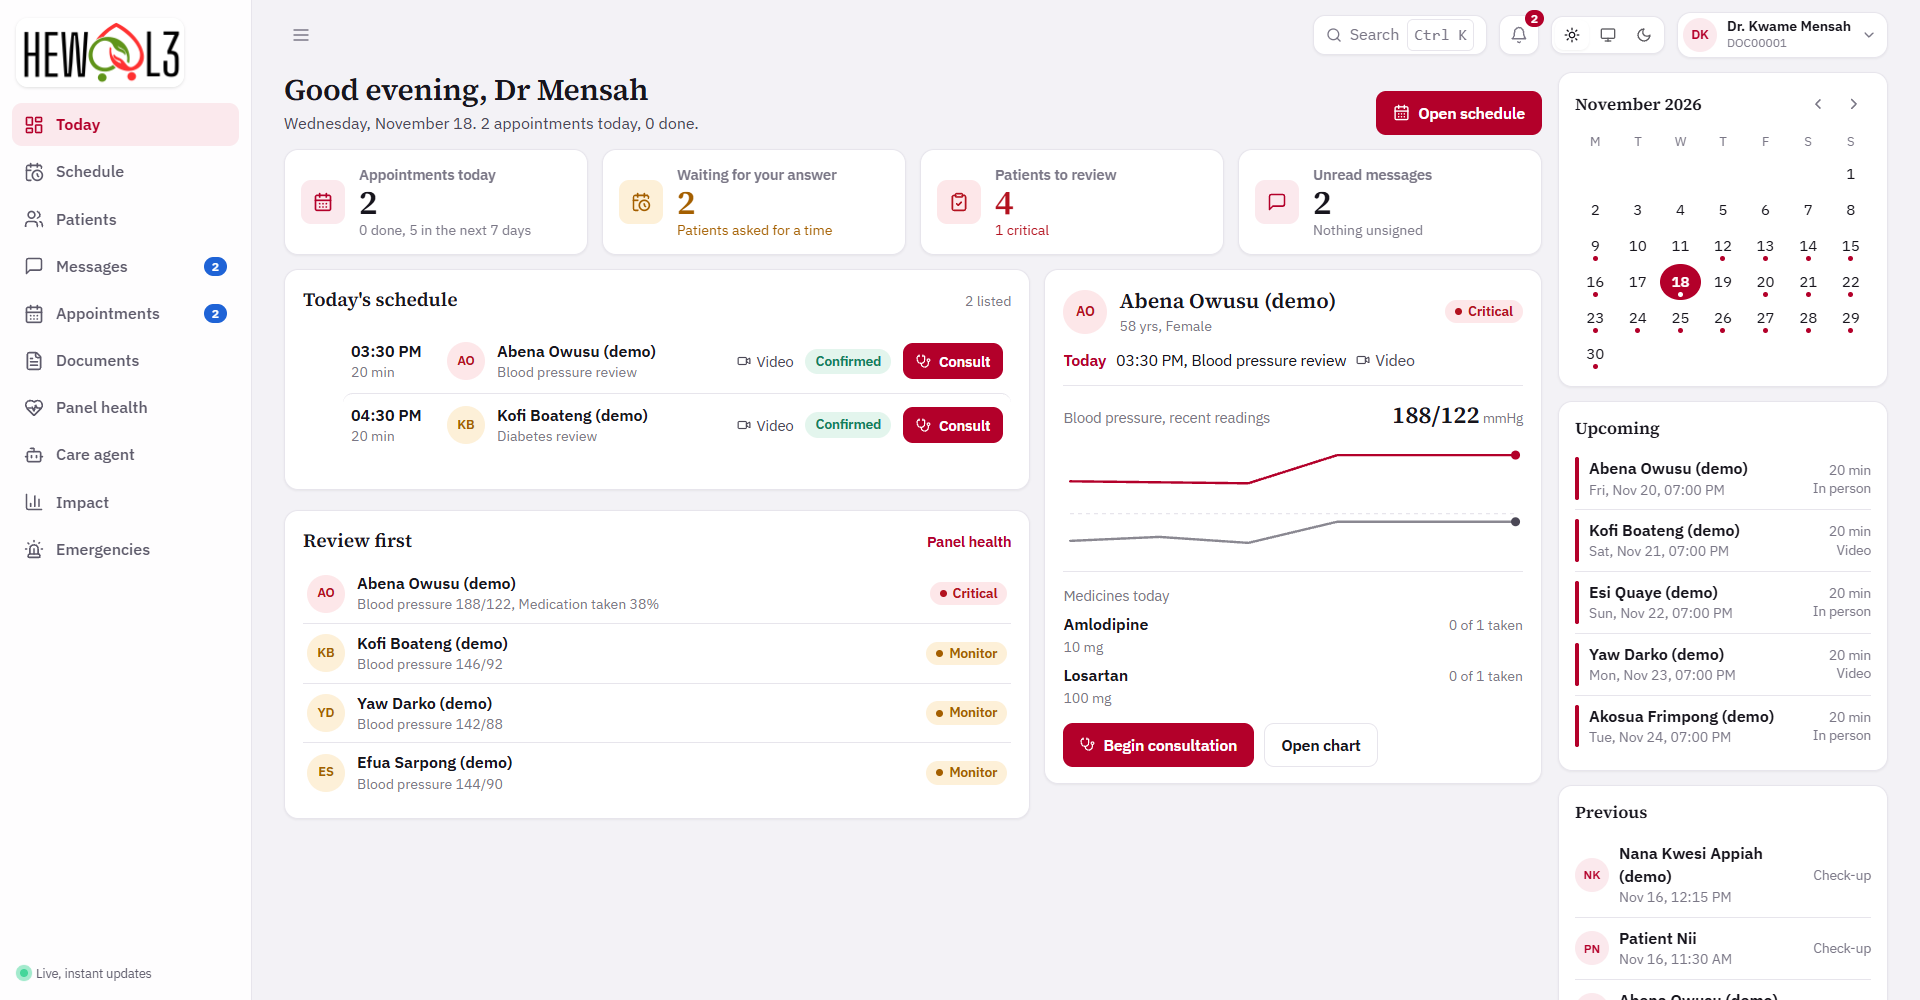 HEWAL3
Today
Schedule
Patients
Messages 2
Appointments 2
Documents
Panel health
Care agent
Impact
Emergencies
Live, instant updates
Search Ctrl K
2
DK
Dr. Kwame Mensah
DOC00001
Good evening, Dr Mensah
Wednesday, November 18. 2 appointments today, 0 done.
Open schedule
Appointments today
2
0 done, 5 in the next 7 days
Waiting for your answer
2
Patients asked for a time
Patients to review
4
1 critical
Unread messages
2
Nothing unsigned
Today's schedule
2 listed
03:30 PM
20 min
AO
Abena Owusu (demo)
Blood pressure review
Video
Confirmed
Consult
04:30 PM
20 min
KB
Kofi Boateng (demo)
Diabetes review
Video
Confirmed
Consult
Review first
Panel health
AO
Abena Owusu (demo)
Blood pressure 188/122, Medication taken 38%
Critical
KB
Kofi Boateng (demo)
Blood pressure 146/92
Monitor
YD
Yaw Darko (demo)
Blood pressure 142/88
Monitor
ES
Efua Sarpong (demo)
Blood pressure 144/90
Monitor
AO
Abena Owusu (demo)
58 yrs, Female
Critical
Today 03:30 PM, Blood pressure review Video
Blood pressure, recent readings
188/122 mmHg
Medicines today
Amlodipine
10 mg
0 of 1 taken
Losartan
100 mg
0 of 1 taken
Begin consultation
Open chart
November 2026
M T W T F S S
1
2 3 4 5 6 7 8
9 10 11 12 13 14 15
16 17 18 19 20 21 22
23 24 25 26 27 28 29
30
Upcoming
Abena Owusu (demo)
Fri, Nov 20, 07:00 PM
20 min
In person
Kofi Boateng (demo)
Sat, Nov 21, 07:00 PM
20 min
Video
Esi Quaye (demo)
Sun, Nov 22, 07:00 PM
20 min
In person
Yaw Darko (demo)
Mon, Nov 23, 07:00 PM
20 min
Video
Akosua Frimpong (demo)
Tue, Nov 24, 07:00 PM
20 min
In person
Previous
NK
Nana Kwesi Appiah
(demo)
Nov 16, 12:15 PM
Check-up
PN
Patient Nii
Nov 16, 11:30 AM
Check-up
Abena Owusu (demo)